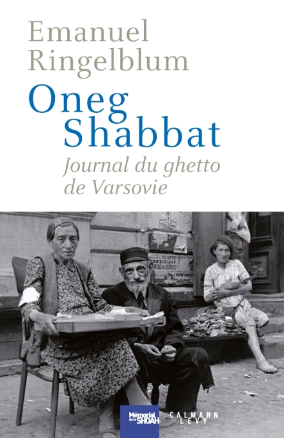 Emanuel
Ringelblum
Oneg
Shabbat
Journal du ghetto
de Varsovie
Mémorial
de la
SHOAH
CALMANN
LÉVY